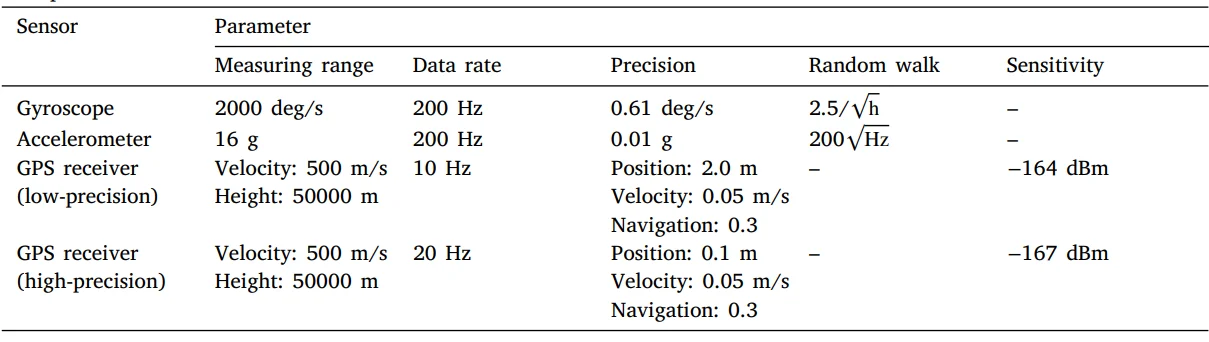 Sensor Parameter
Measuring range Data rate Precision Random walk Sensitivity
Gyroscope 2000 deg/s 200 Hz 0.61 deg/s 2.5/√h –
Accelerometer 16 g 200 Hz 0.01 g 200√Hz –
GPS receiver Velocity: 500 m/s 10 Hz Position: 2.0 m – −164 dBm
(low-precision) Height: 50000 m Velocity: 0.05 m/s
Navigation: 0.3
GPS receiver Velocity: 500 m/s 20 Hz Position: 0.1 m – −167 dBm
(high-precision) Height: 50000 m Velocity: 0.05 m/s
Navigation: 0.3